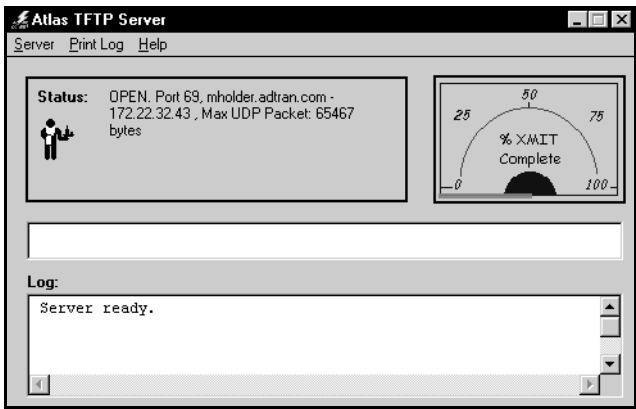 Atlas TFTP Server
Server Print Log Help
Status: OPEN. Port 69, mholder.adtran.com -
172.22.32.43 , Max UDP Packet: 65467
bytes
50
25 75
% XMIT
Complete
0 100
Log:
Server ready.